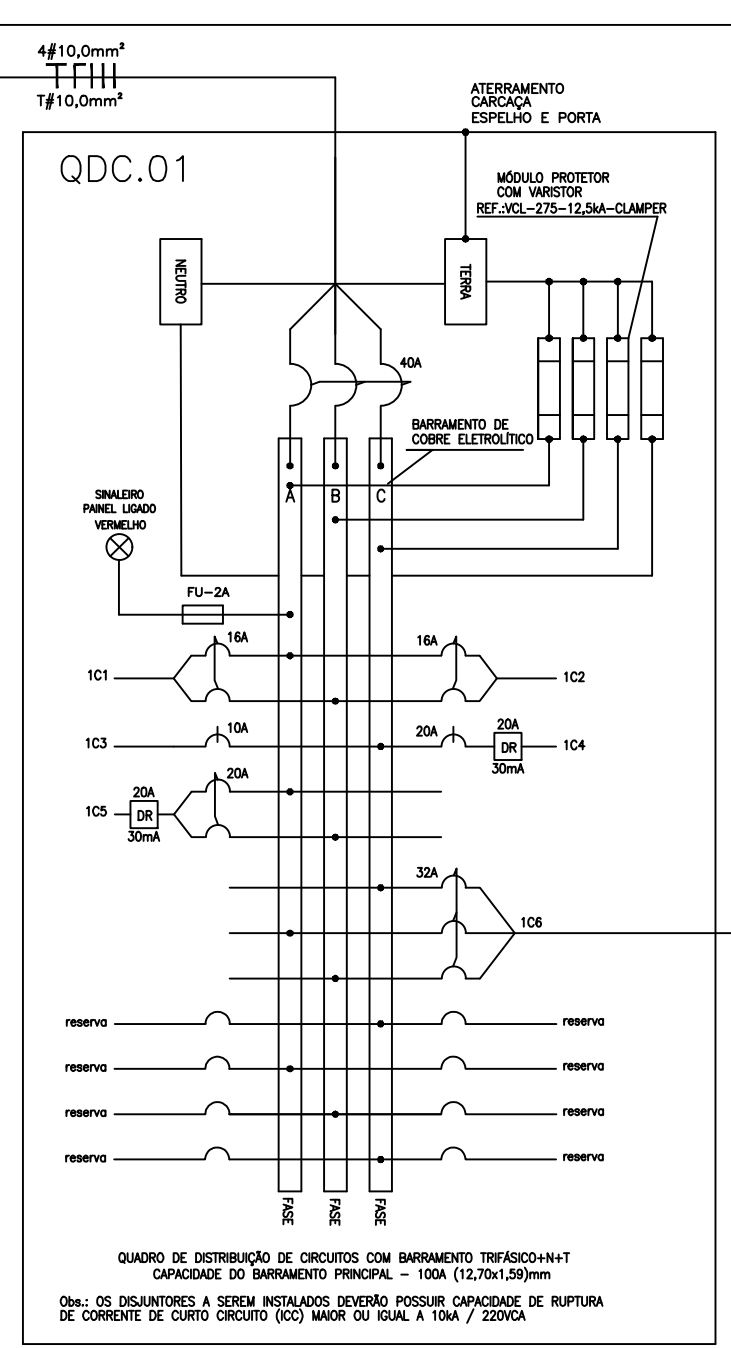 4#10,0mm²
T#10,0mm²
ATERRAMENTO
CARCAÇA
ESPELHO E PORTA
QDC.01
MÓDULO PROTETOR
COM VARISTOR
REF.:VCL-275-12,5kA-CLAMPER
NEUTRO
TERRA
40A
BARRAMENTO DE
COBRE ELETROLÍTICO
A
B
C
SINALEIRO
PAINEL LIGADO
VERMELHO
FU-2A
16A
16A
1C1
1C2
10A
20A
20A
1C3
DR
1C4
30mA
20A
20A
1C5
DR
30mA
32A
1C6
reserva
reserva
reserva
reserva
reserva
reserva
reserva
reserva
FASE
FASE
FASE
QUADRO DE DISTRIBUIÇÃO DE CIRCUITOS COM BARRAMENTO TRIFÁSICO+N+T
CAPACIDADE DO BARRAMENTO PRINCIPAL - 100A (12,70x1,59)mm
Obs.: OS DISJUNTORES A SEREM INSTALADOS DEVERÃO POSSUIR CAPACIDADE DE RUPTURA
DE CORRENTE DE CURTO CIRCUITO (ICC) MAIOR OU IGUAL A 10kA / 220VCA